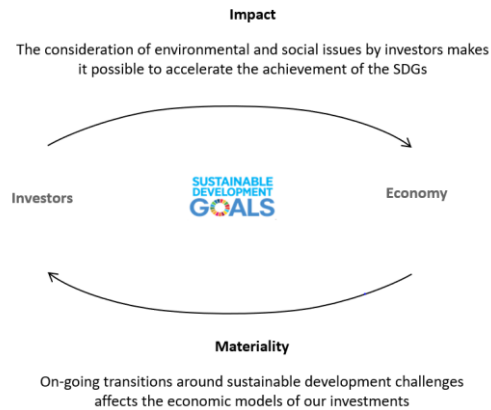 Impact
The consideration of environmental and social issues by investors makes
it possible to accelerate the achievement of the SDGs
Investors
SUSTAINABLE
DEVELOPMENT
GOALS
Economy
Materiality
On-going transitions around sustainable development challenges
affects the economic models of our investments